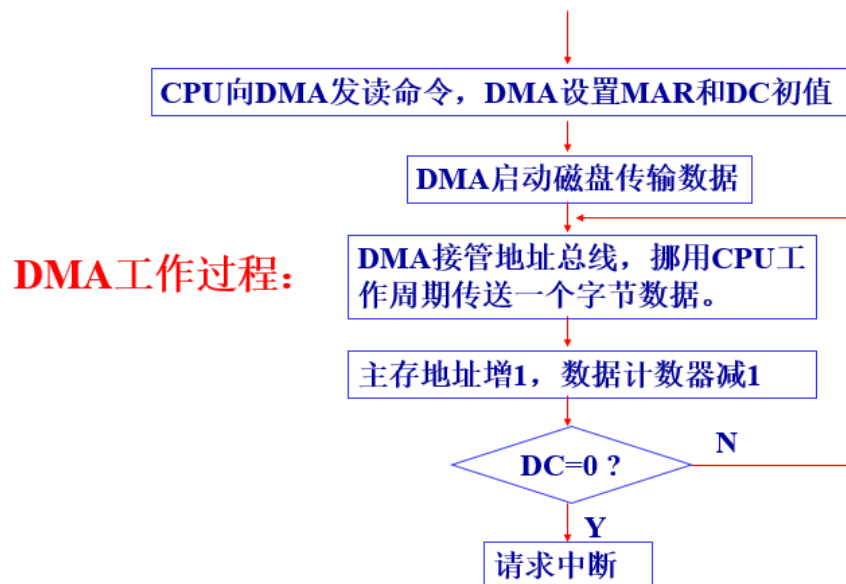 CPU向DMA发读命令，DMA设置MAR和DC初值
DMA启动磁盘传输数据
DMA工作过程：
DMA接管地址总线，挪用CPU工
作周期传送一个字节数据。
主存地址增1，数据计数器减1
DC=0 ?
N
Y
请求中断